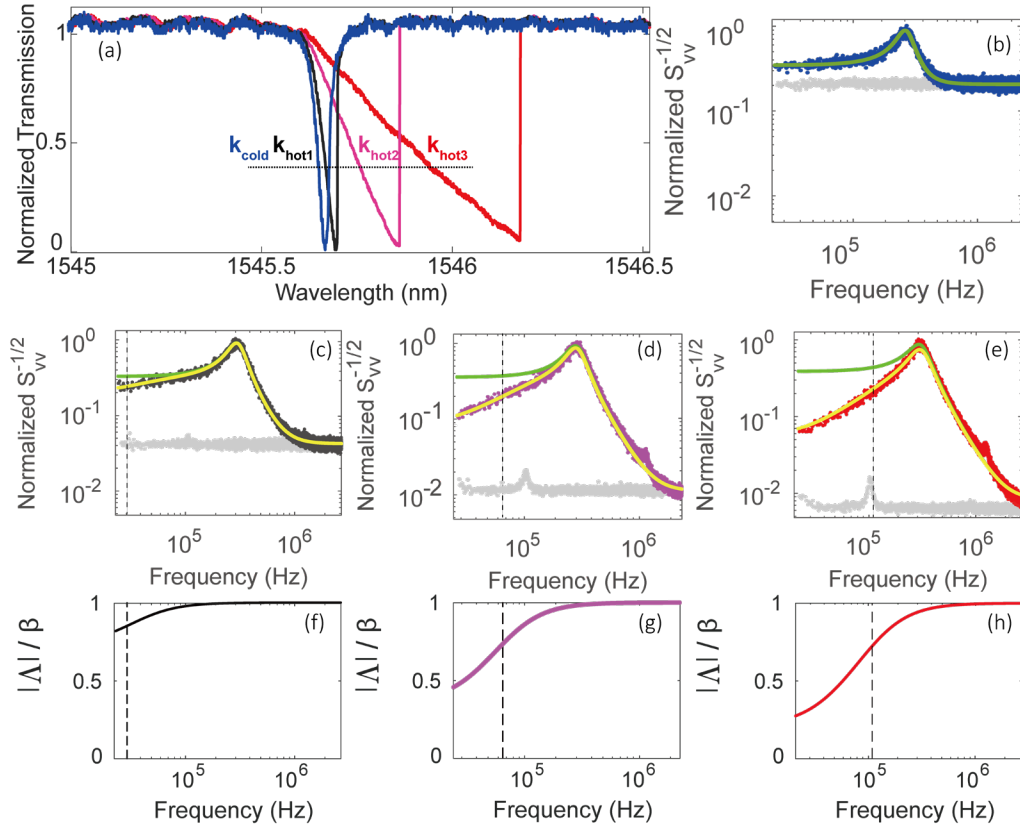 (a)
Normalized Transmission
1
0.5
0
k_cold k_hot1 k_hot2 k_hot3
1545 1545.5 1546 1546.5
Wavelength (nm)
(b)
Normalized S_vv^-1/2
10^0
10^-1
10^-2
10^5 10^6
Frequency (Hz)
(c)
Normalized S_vv^-1/2
10^0
10^-1
10^-2
10^5 10^6
Frequency (Hz)
(d)
Normalized S_vv^-1/2
10^0
10^-1
10^-2
10^5 10^6
Frequency (Hz)
(e)
Normalized S_vv^-1/2
10^0
10^-1
10^-2
10^5 10^6
Frequency (Hz)
(f)
|Λ| / β
1
0.5
0
10^5 10^6
Frequency (Hz)
(g)
|Λ| / β
1
0.5
0
10^5 10^6
Frequency (Hz)
(h)
|Λ| / β
1
0.5
0
10^5 10^6
Frequency (Hz)